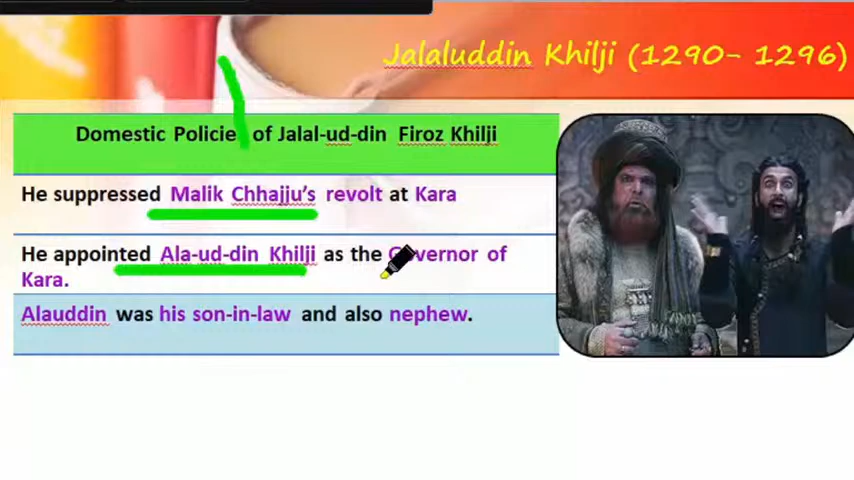 Jalaluddin Khilji (1290- 1296)
Domestic Policie of Jalal-ud-din Firoz Khilji
He suppressed Malik Chhajju's revolt at Kara
He appointed Ala-ud-din Khilji as the Governor of
Kara.
Alauddin was his son-in-law and also nephew.